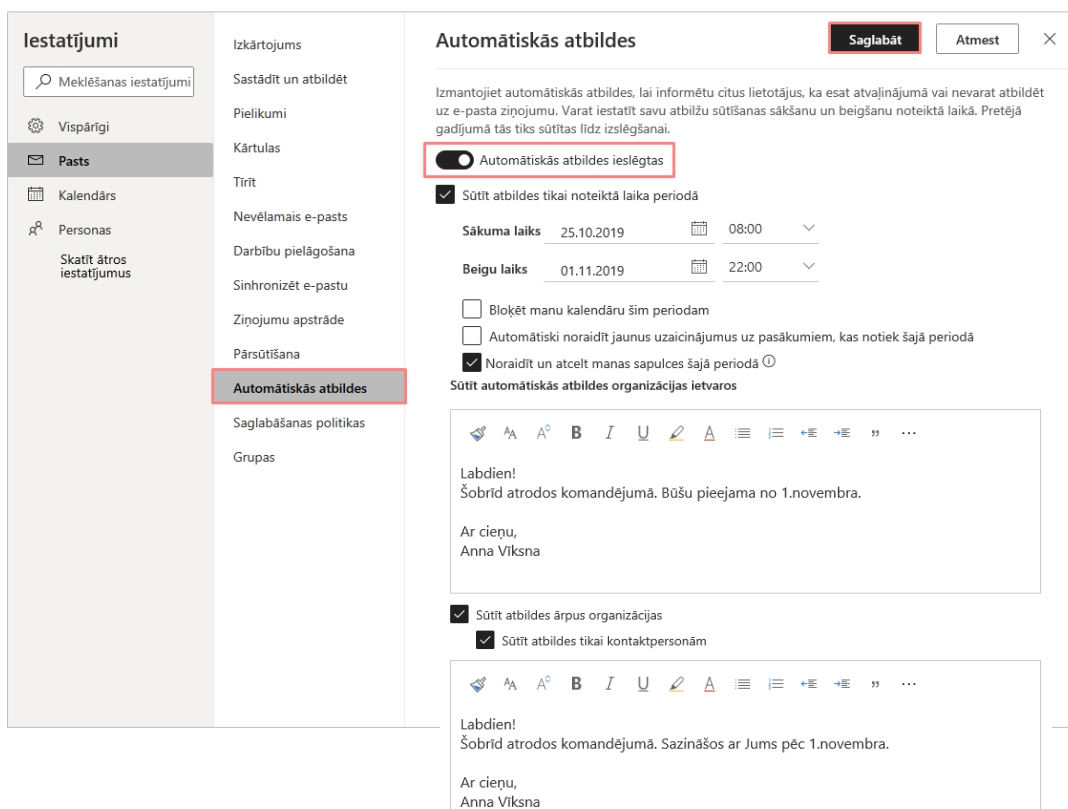 Iestatījumi
Meklēšanas iestatījumi
Vispārīgi
Pasts
Kalendārs
Personas
Skatīt ātros
iestatījumus
Izkārtojums
Sastādīt un atbildēt
Pielikumi
Kārtulas
Tīrīt
Nevēlamais e-pasts
Darbību pielāgošana
Sinhronizēt e-pastu
Ziņojumu apstrāde
Pārsūtīšana
Automātiskās atbildes
Saglabāšanas politikas
Grupas
Automātiskās atbildes
Saglabāt
Atmest
Izmantojiet automātiskās atbildes, lai informētu citus lietotājus, ka esat atvaļinājumā vai nevarat atbildēt
uz e-pasta ziņojumu. Varat iestatīt savu atbilžu sūtīšanas sākšanu un beigšanu noteiktā laikā. Pretējā
gadījumā tās tiks sūtītas līdz izslēgšanai.
Automātiskās atbildes ieslēgtas
Sūtīt atbildes tikai noteiktā laika periodā
Sākuma laiks 25.10.2019 08:00
Beigu laiks 01.11.2019 22:00
Bloķēt manu kalendāru šim periodam
Automātiski noraidīt jaunus uzaicinājumus uz pasākumiem, kas notiek šajā periodā
Noraidīt un atcelt manas sapulces šajā periodā
Sūtīt automātiskās atbildes organizācijas ietvaros
Labdien!
Šobrīd atrodos komandējumā. Būšu pieejama no 1.novembra.
Ar cieņu,
Anna Vīksna
Sūtīt atbildes ārpus organizācijas
Sūtīt atbildes tikai kontaktpersonām
Labdien!
Šobrīd atrodos komandējumā. Sazināšos ar Jums pēc 1.novembra.
Ar cieņu,
Anna Vīksna